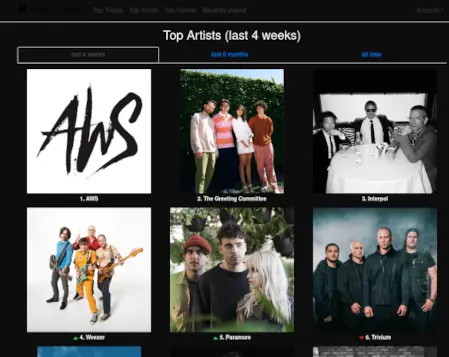 Top Tracks Top Artists Top Genres Recently played Account
Top Artists (last 4 weeks)
last 4 weeks last 6 months all time
AWS
1. AWS 2. The Greeting Committee 3. Interpol
4. Weezer 5. Paramore 6. Trivium